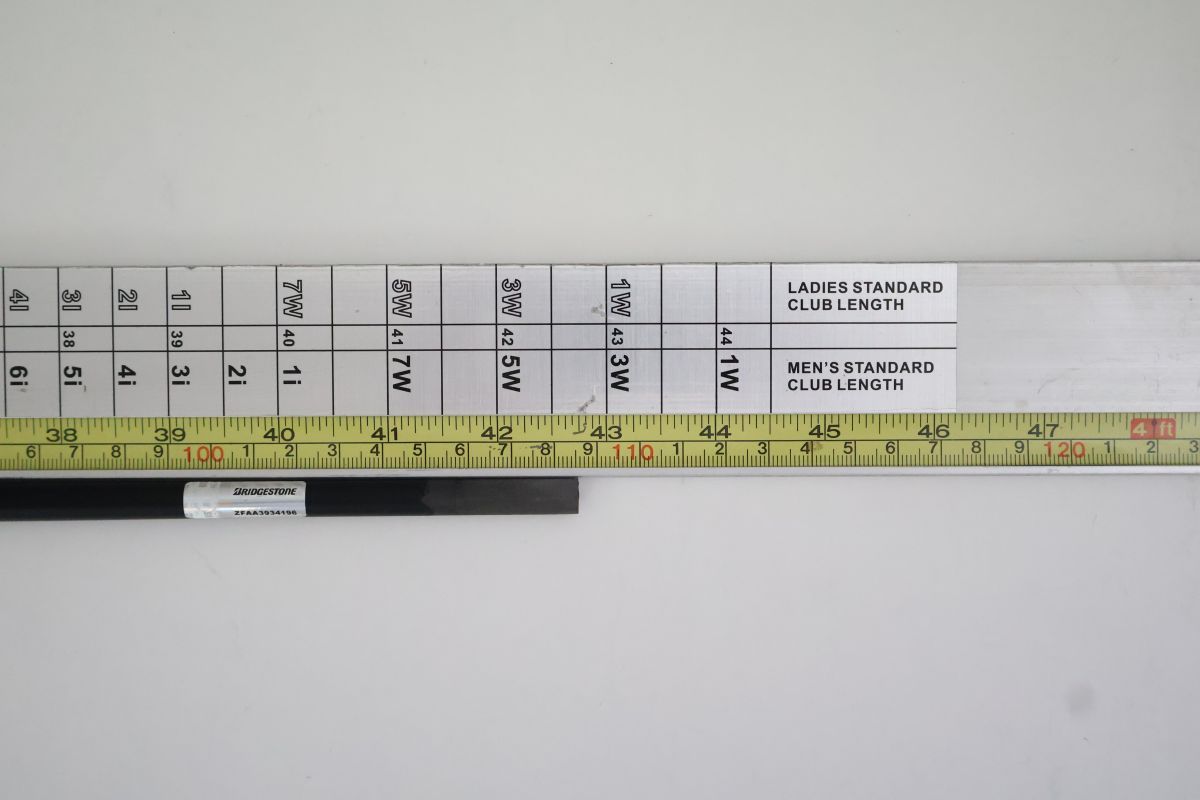 4I 3I 2I 1I 7W 5W 3W 1W
LADIES STANDARD
CLUB LENGTH
38 39 40 41 42 43 44
6i 5i 4i 3i 2i 1i 7W 5W 3W 1W
MEN'S STANDARD
CLUB LENGTH
38 39 40 41 42 43 44 45 46 47 4 ft
6 7 8 9 100 1 2 3 4 5 6 7 8 9 110 1 2 3 4 5 6 7 8 9 120 1 2 3
BRIDGESTONE
ZFAA3934196